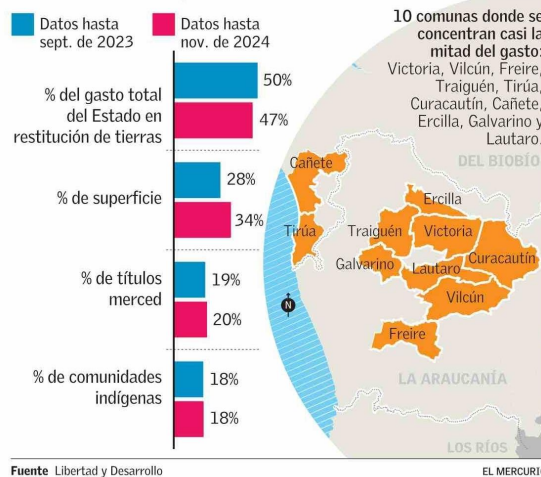 Datos hasta
sept. de 2023
Datos hasta
nov. de 2024
% del gasto total
del Estado en
restitución de tierras
50%
47%
% de superficie
28%
34%
% de títulos
merced
19%
20%
% de comunidades
indígenas
18%
18%
10 comunas donde se
concentran casi la
mitad del gasto:
Victoria, Vilcún, Freire,
Traiguén, Tirúa,
Curacautín, Cañete,
Ercilla, Galvarino y
Lautaro.
DEL BIOBÍO
Cañete
Ercilla
Tirúa
Traiguén
Victoria
Galvarino
Lautaro
Curacautín
Vilcún
N
Freire
LA ARAUCANÍA
LOS RÍOS
Fuente Libertad y Desarrollo
EL MERCURIO